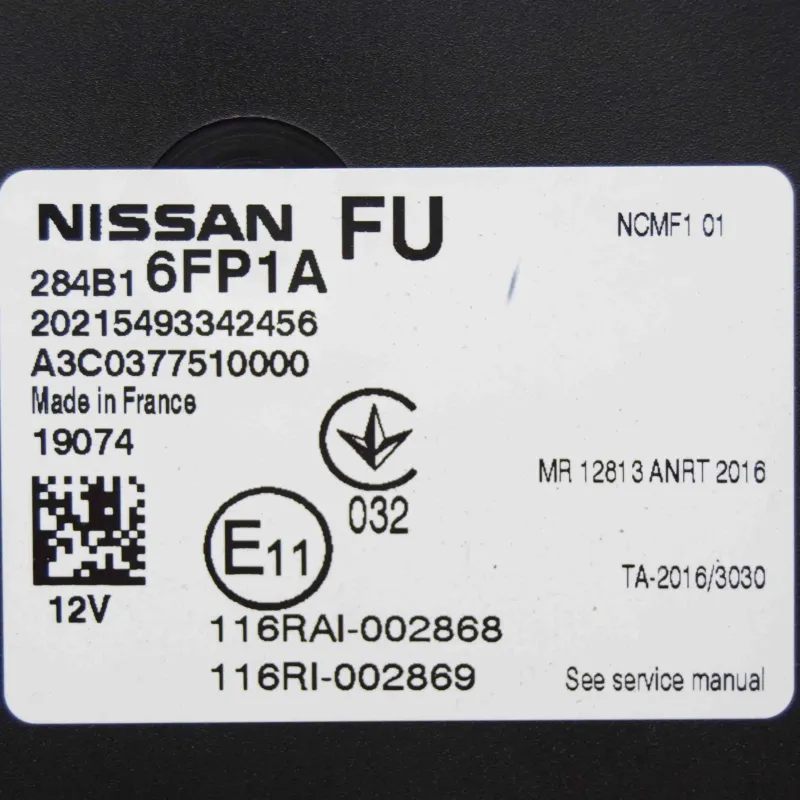 NISSAN FU
NCMF1 01
284B1 6FP1A
20215493342456
A3C0377510000
Made in France
19074
032
MR 12813 ANRT 2016
E11
TA-2016/3030
12V
116RAI-002868
116RI-002869
See service manual